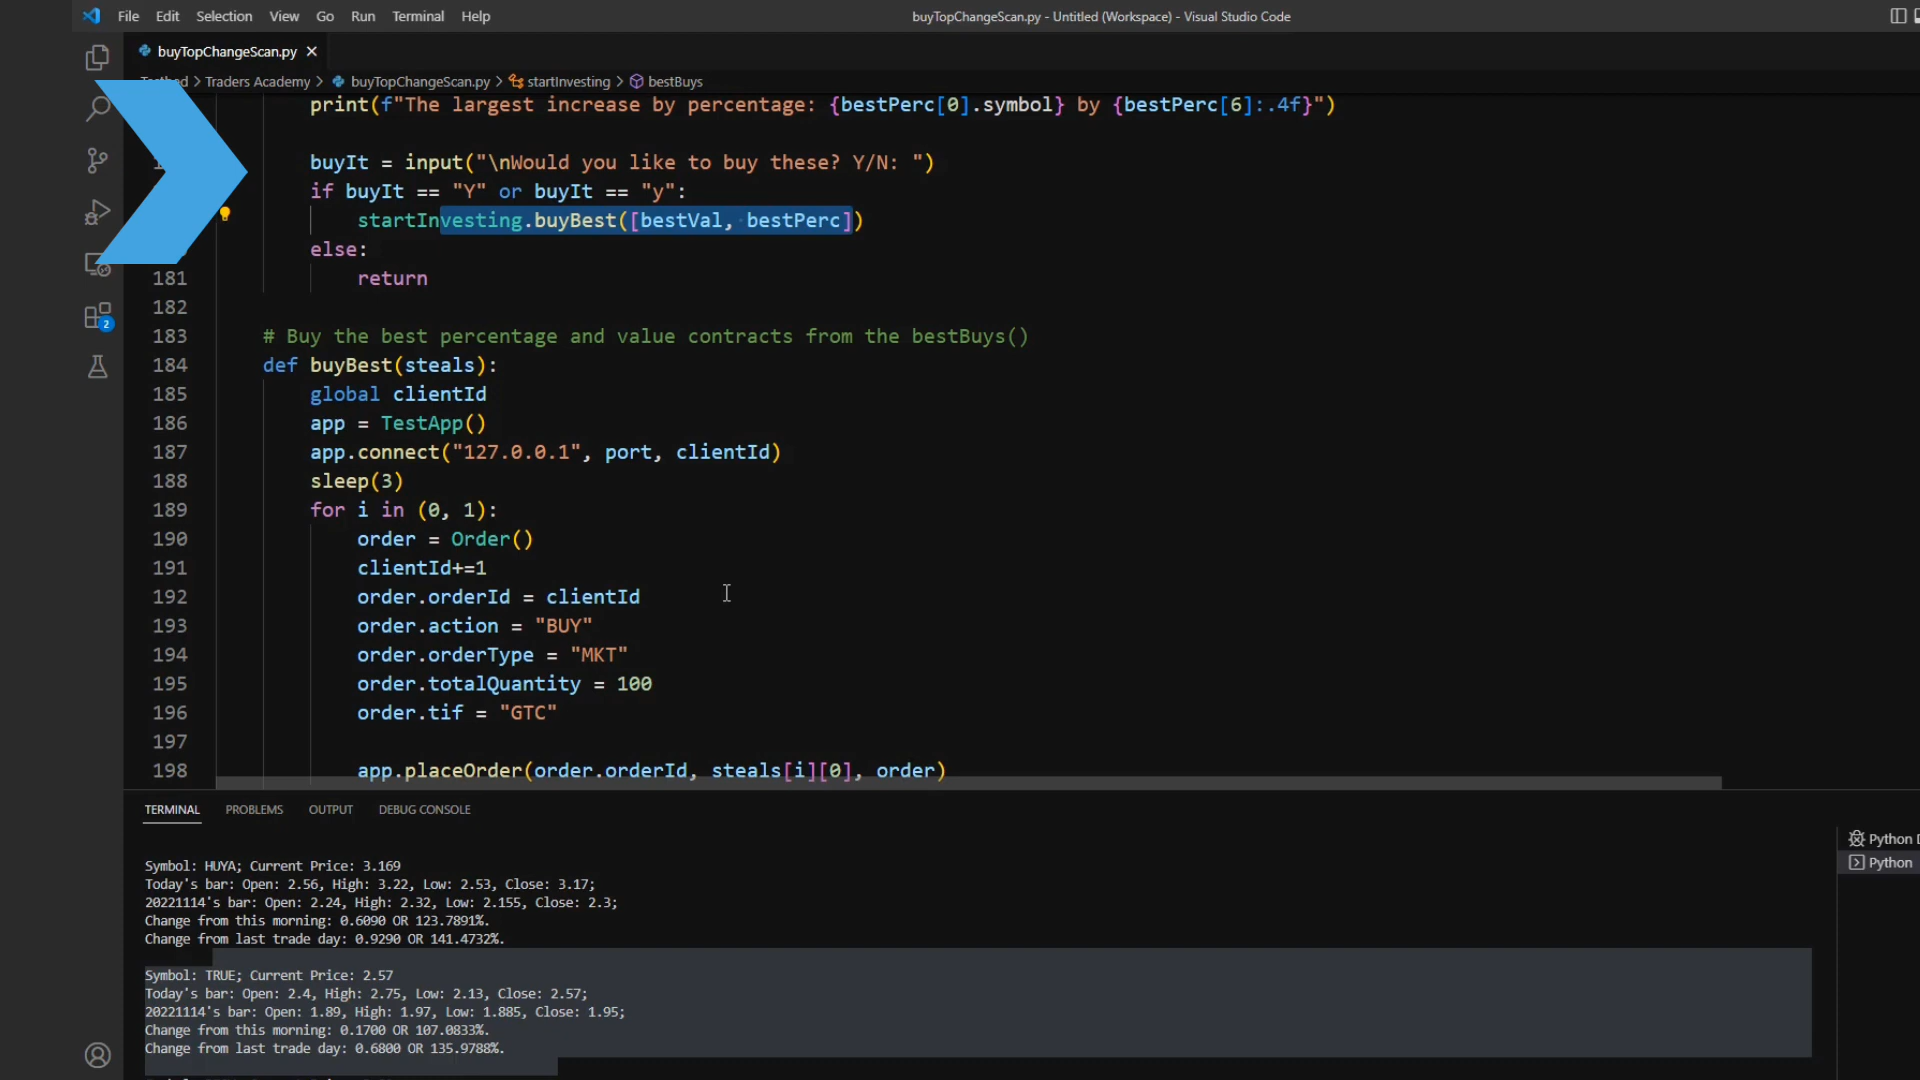 File Edit Selection View Go Run Terminal Help
buyTopChangeScan.py - Untitled (Workspace) - Visual Studio Code
buyTopChangeScan.py
Traders Academy > buyTopChangeScan.py > startInvesting > bestBuys
print(f"The largest increase by percentage: {bestPerc[0].symbol} by {bestPerc[6]:.4f}")
buyIt = input("\nWould you like to buy these? Y/N: ")
if buyIt == "Y" or buyIt == "y":
startInvesting.buyBest([bestVal, bestPerc])
else:
181 return
182
183 # Buy the best percentage and value contracts from the bestBuys()
184 def buyBest(steals):
185 global clientId
186 app = TestApp()
187 app.connect("127.0.0.1", port, clientId)
188 sleep(3)
189 for i in (0, 1):
190 order = Order()
191 clientId+=1
192 order.orderId = clientId
193 order.action = "BUY"
194 order.orderType = "MKT"
195 order.totalQuantity = 100
196 order.tif = "GTC"
197
198 app.placeOrder(order.orderId, steals[i][0], order)
2
TERMINAL PROBLEMS OUTPUT DEBUG CONSOLE
Python D
Python
Symbol: HUYA; Current Price: 3.169
Today's bar: Open: 2.56, High: 3.22, Low: 2.53, Close: 3.17;
20221114's bar: Open: 2.24, High: 2.32, Low: 2.155, Close: 2.3;
Change from this morning: 0.6090 OR 123.7891%.
Change from last trade day: 0.9290 OR 141.4732%.
Symbol: TRUE; Current Price: 2.57
Today's bar: Open: 2.4, High: 2.75, Low: 2.13, Close: 2.57;
20221114's bar: Open: 1.89, High: 1.97, Low: 1.885, Close: 1.95;
Change from this morning: 0.1700 OR 107.0833%.
Change from last trade day: 0.6800 OR 135.9788%.